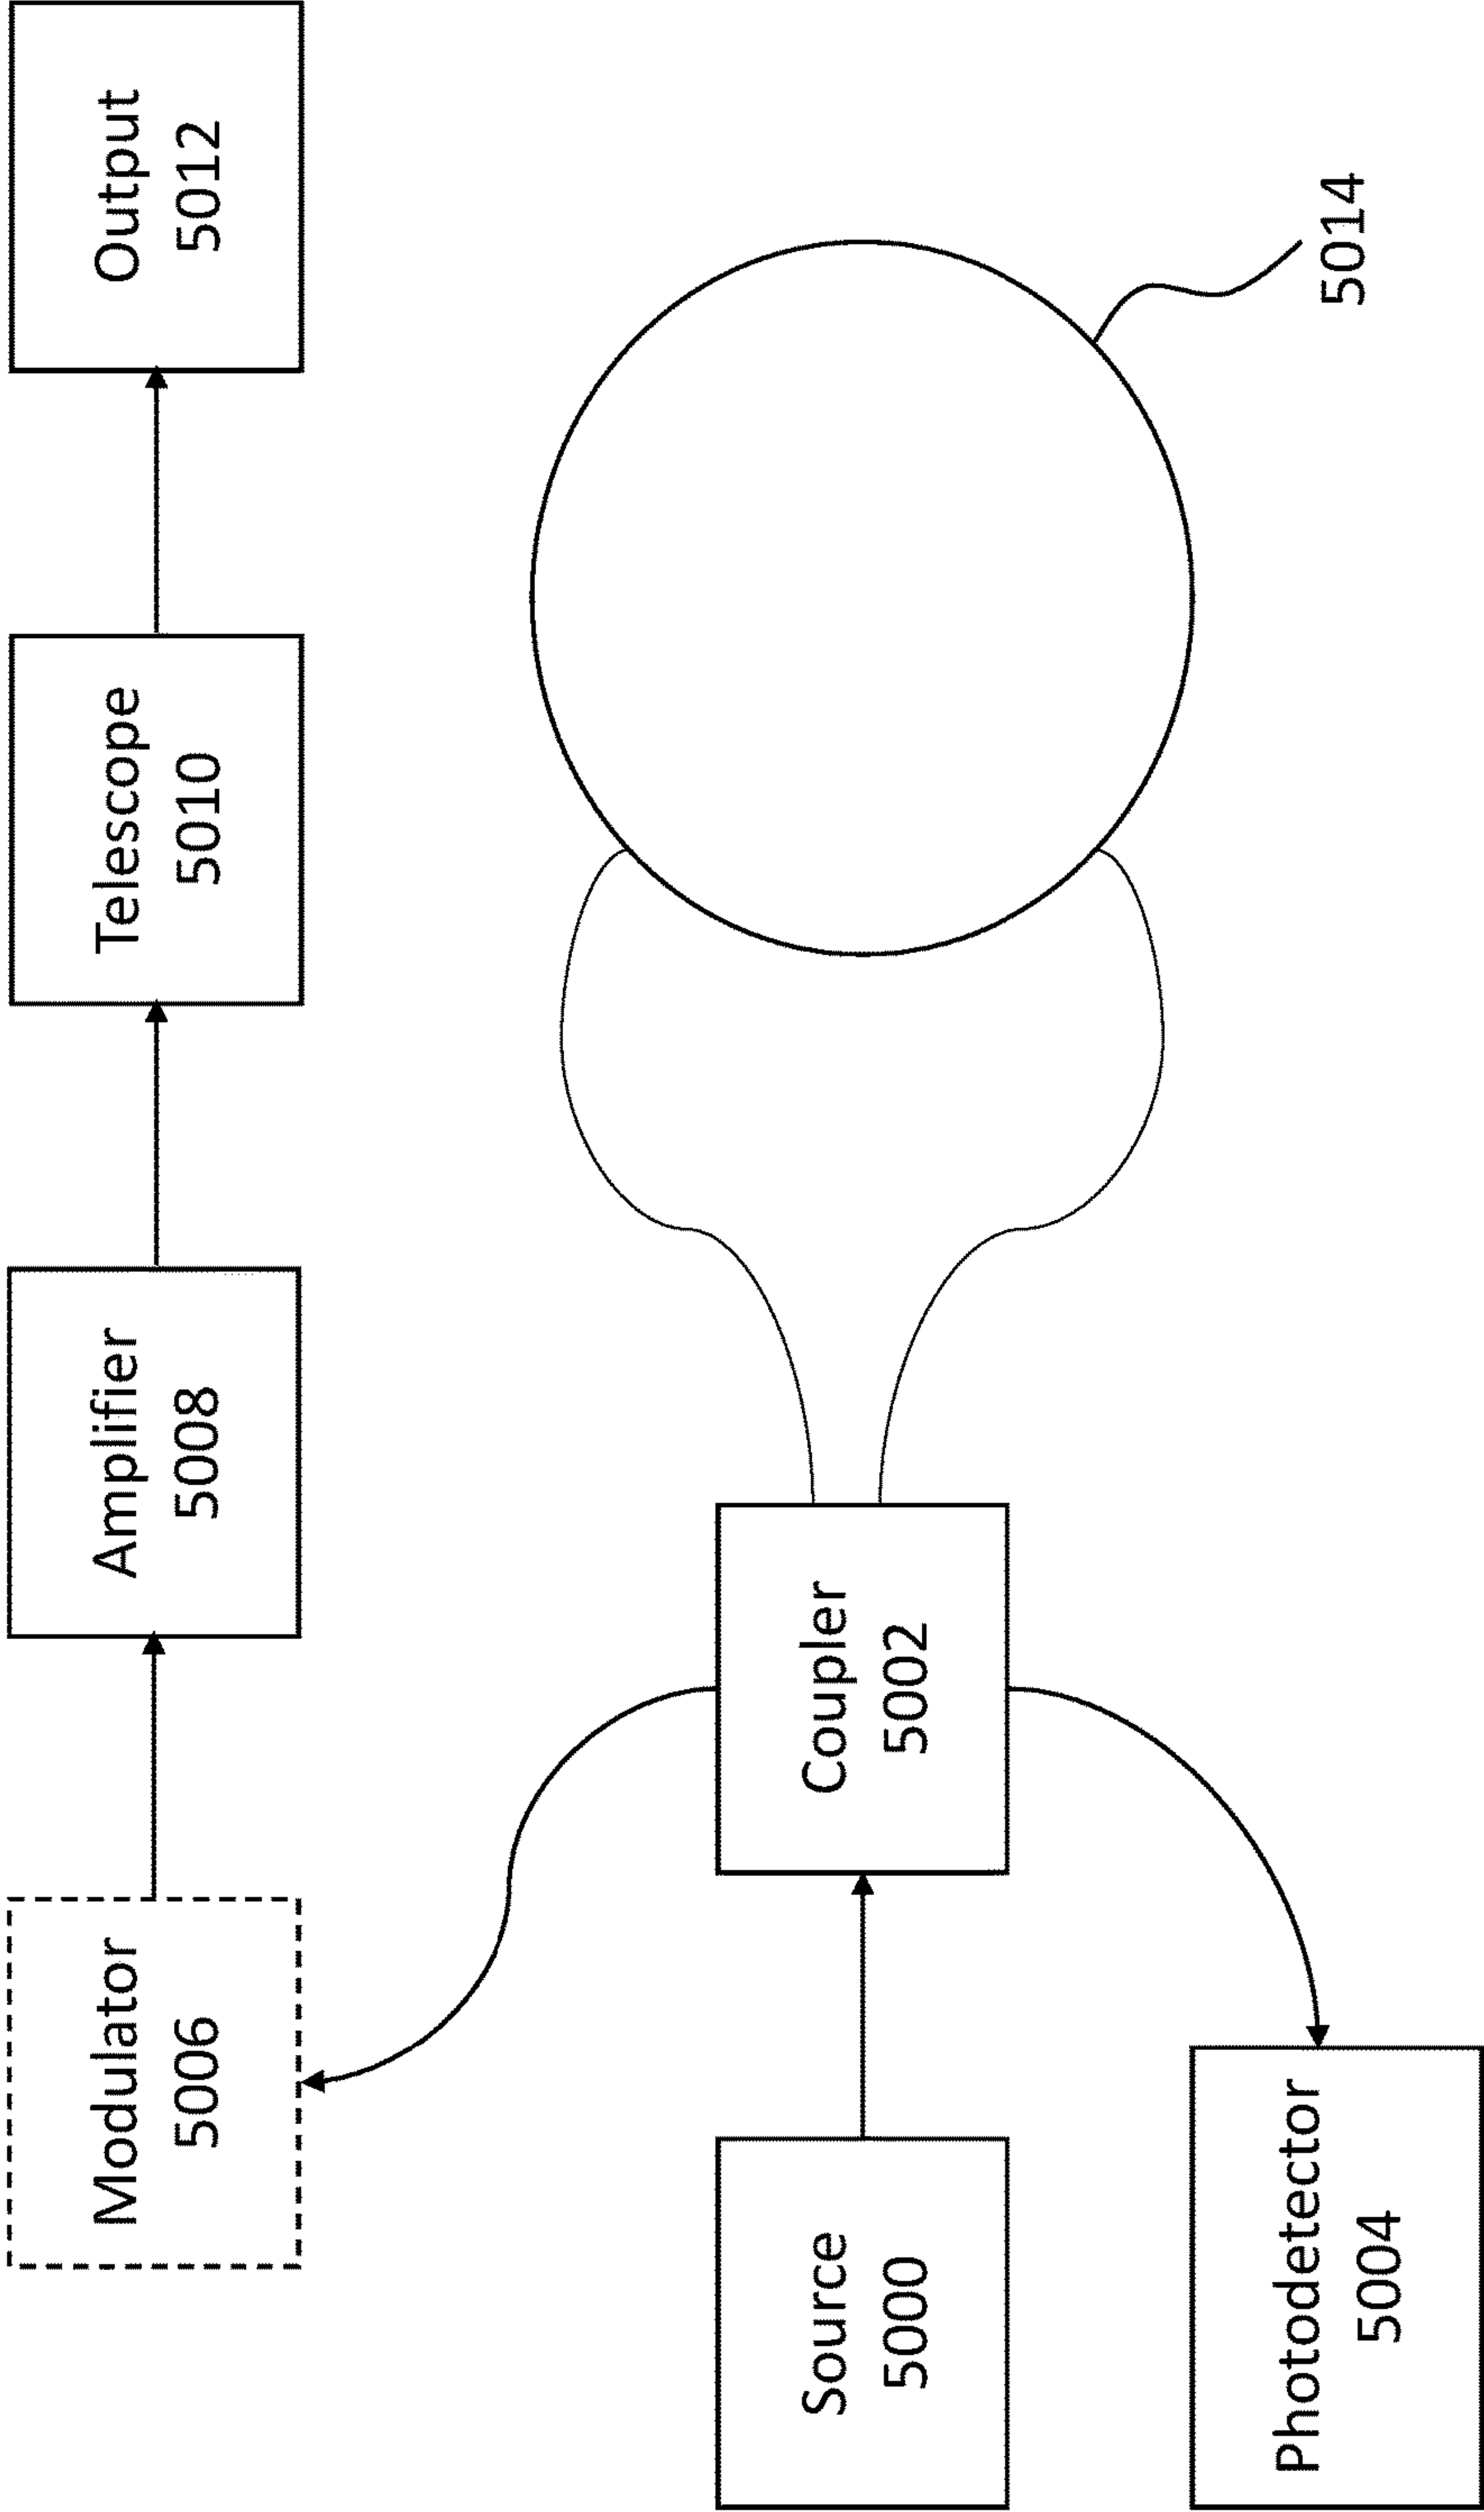 Modulator
5006
Amplifier
5008
Telescope
5010
Output
5012
Source
5000
Coupler
5002
5014
Photodetector
5004